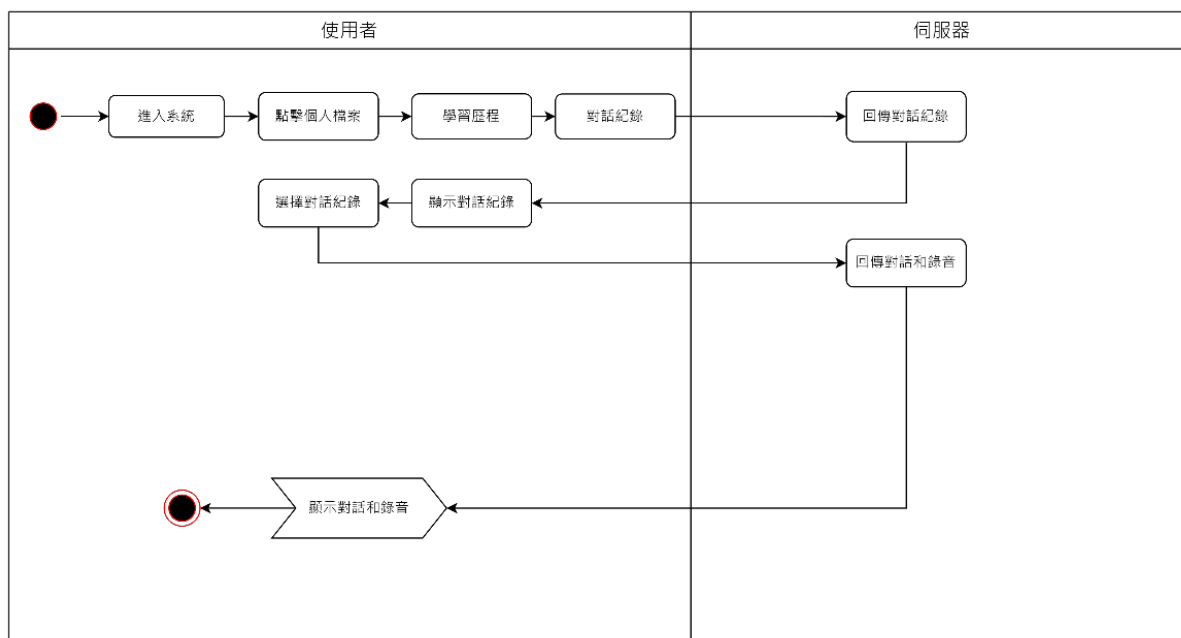 使用者
伺服器
進入系統
點擊個人檔案
學習歷程
對話紀錄
回傳對話紀錄
選擇對話紀錄
顯示對話紀錄
回傳對話和錄音
顯示對話和錄音